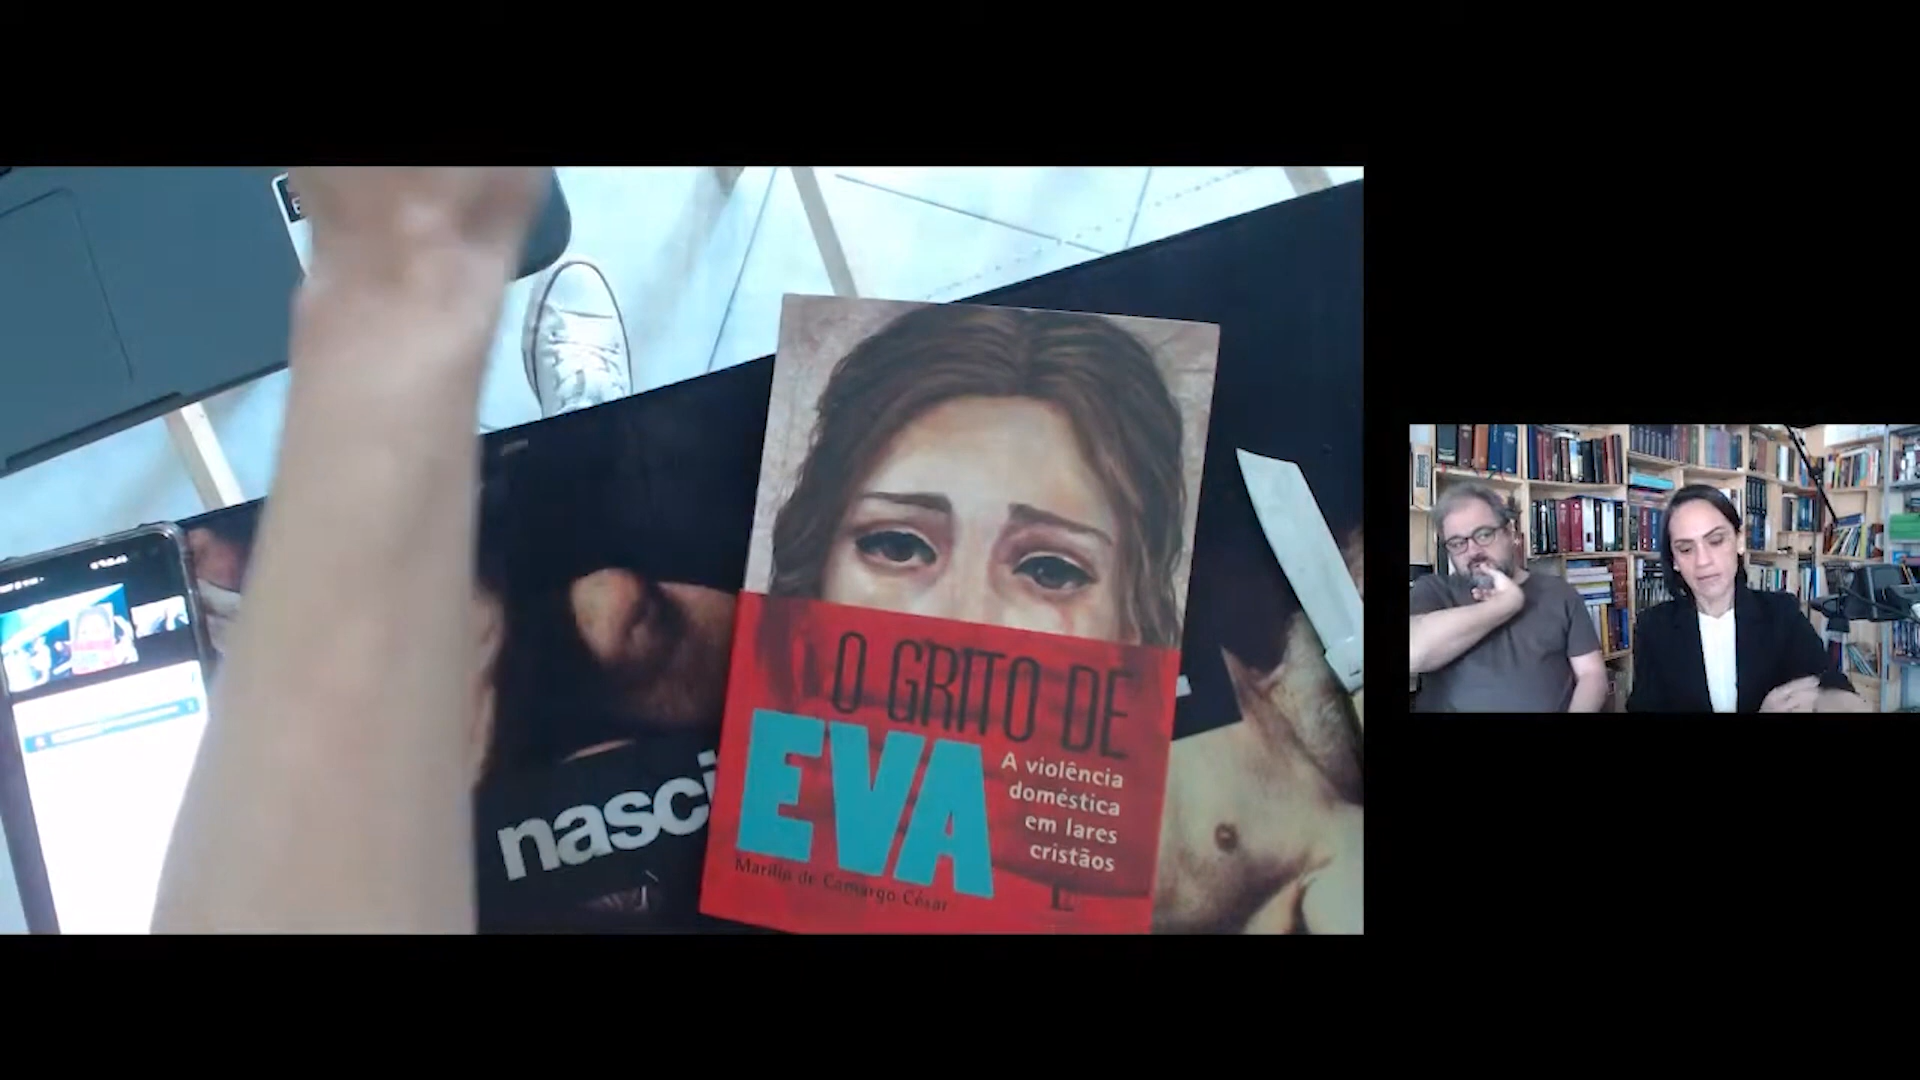 O GRITO DE
EVA
A violência
doméstica
em lares
cristãos
Marília de Camargo César
nasci